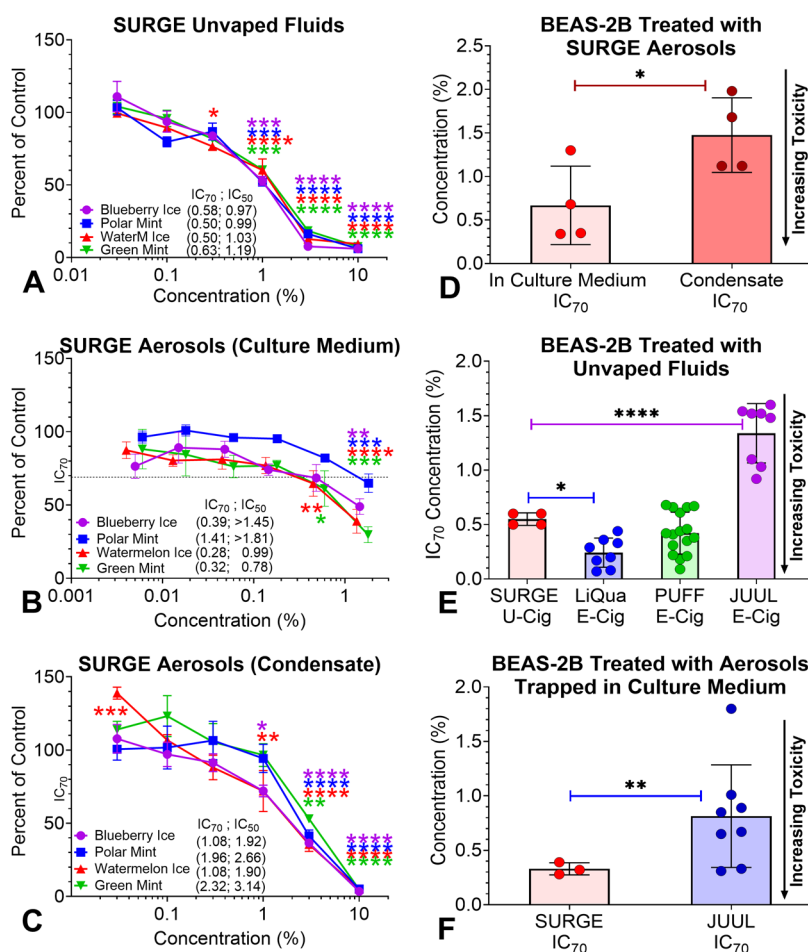 SURGE Unvaped Fluids
150
100
50
0
Percent of Control
*
***
***
****
***
****
****
****
****
****
****
****
****
IC70 ; IC50
Blueberry Ice (0.58; 0.97)
Polar Mint (0.50; 0.99)
WaterM Ice (0.50; 1.03)
Green Mint (0.63; 1.19)
0.01 0.1 1 10
Concentration (%)
A
SURGE Aerosols (Culture Medium)
150
100
50
0
Percent of Control
IC70
**
***
****
***
**
*
IC70 ; IC50
Blueberry Ice (0.39; >1.45)
Polar Mint (1.41; >1.81)
Watermelon Ice (0.28; 0.99)
Green Mint (0.32; 0.78)
0.001 0.01 0.1 1
Concentration (%)
B
SURGE Aerosols (Condensate)
150
100
50
0
Percent of Control
IC70
***
*
**
****
****
****
**
****
****
****
****
IC70 ; IC50
Blueberry Ice (1.08; 1.92)
Polar Mint (1.96; 2.66)
Watermelon Ice (1.08; 1.90)
Green Mint (2.32; 3.14)
0.1 1 10
Concentration (%)
C
BEAS-2B Treated with
SURGE Aerosols
2.5
2.0
1.5
1.0
0.5
0.0
Concentration (%)
*
Increasing Toxicity
In Culture Medium Condensate
IC70 IC70
D
BEAS-2B Treated with
Unvaped Fluids
2.0
1.5
1.0
0.5
0.0
IC70 Concentration (%)
****
*
Increasing Toxicity
SURGE LiQua PUFF JUUL
U-Cig E-Cig E-Cig E-Cig
E
BEAS-2B Treated with Aerosols
Trapped in Culture Medium
2.0
1.5
1.0
0.5
0.0
Concentration (%)
**
Increasing Toxicity
SURGE JUUL
IC70 IC70
F